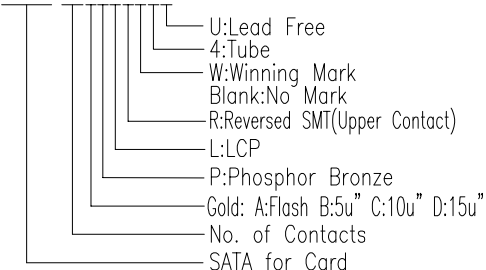 U:Lead Free
4:Tube
W:Winning Mark
Blank:No Mark
R:Reversed SMT(Upper Contact)
L:LCP
P:Phosphor Bronze
Gold: A:Flash B:5u" C:10u" D:15u"
No. of Contacts
SATA for Card